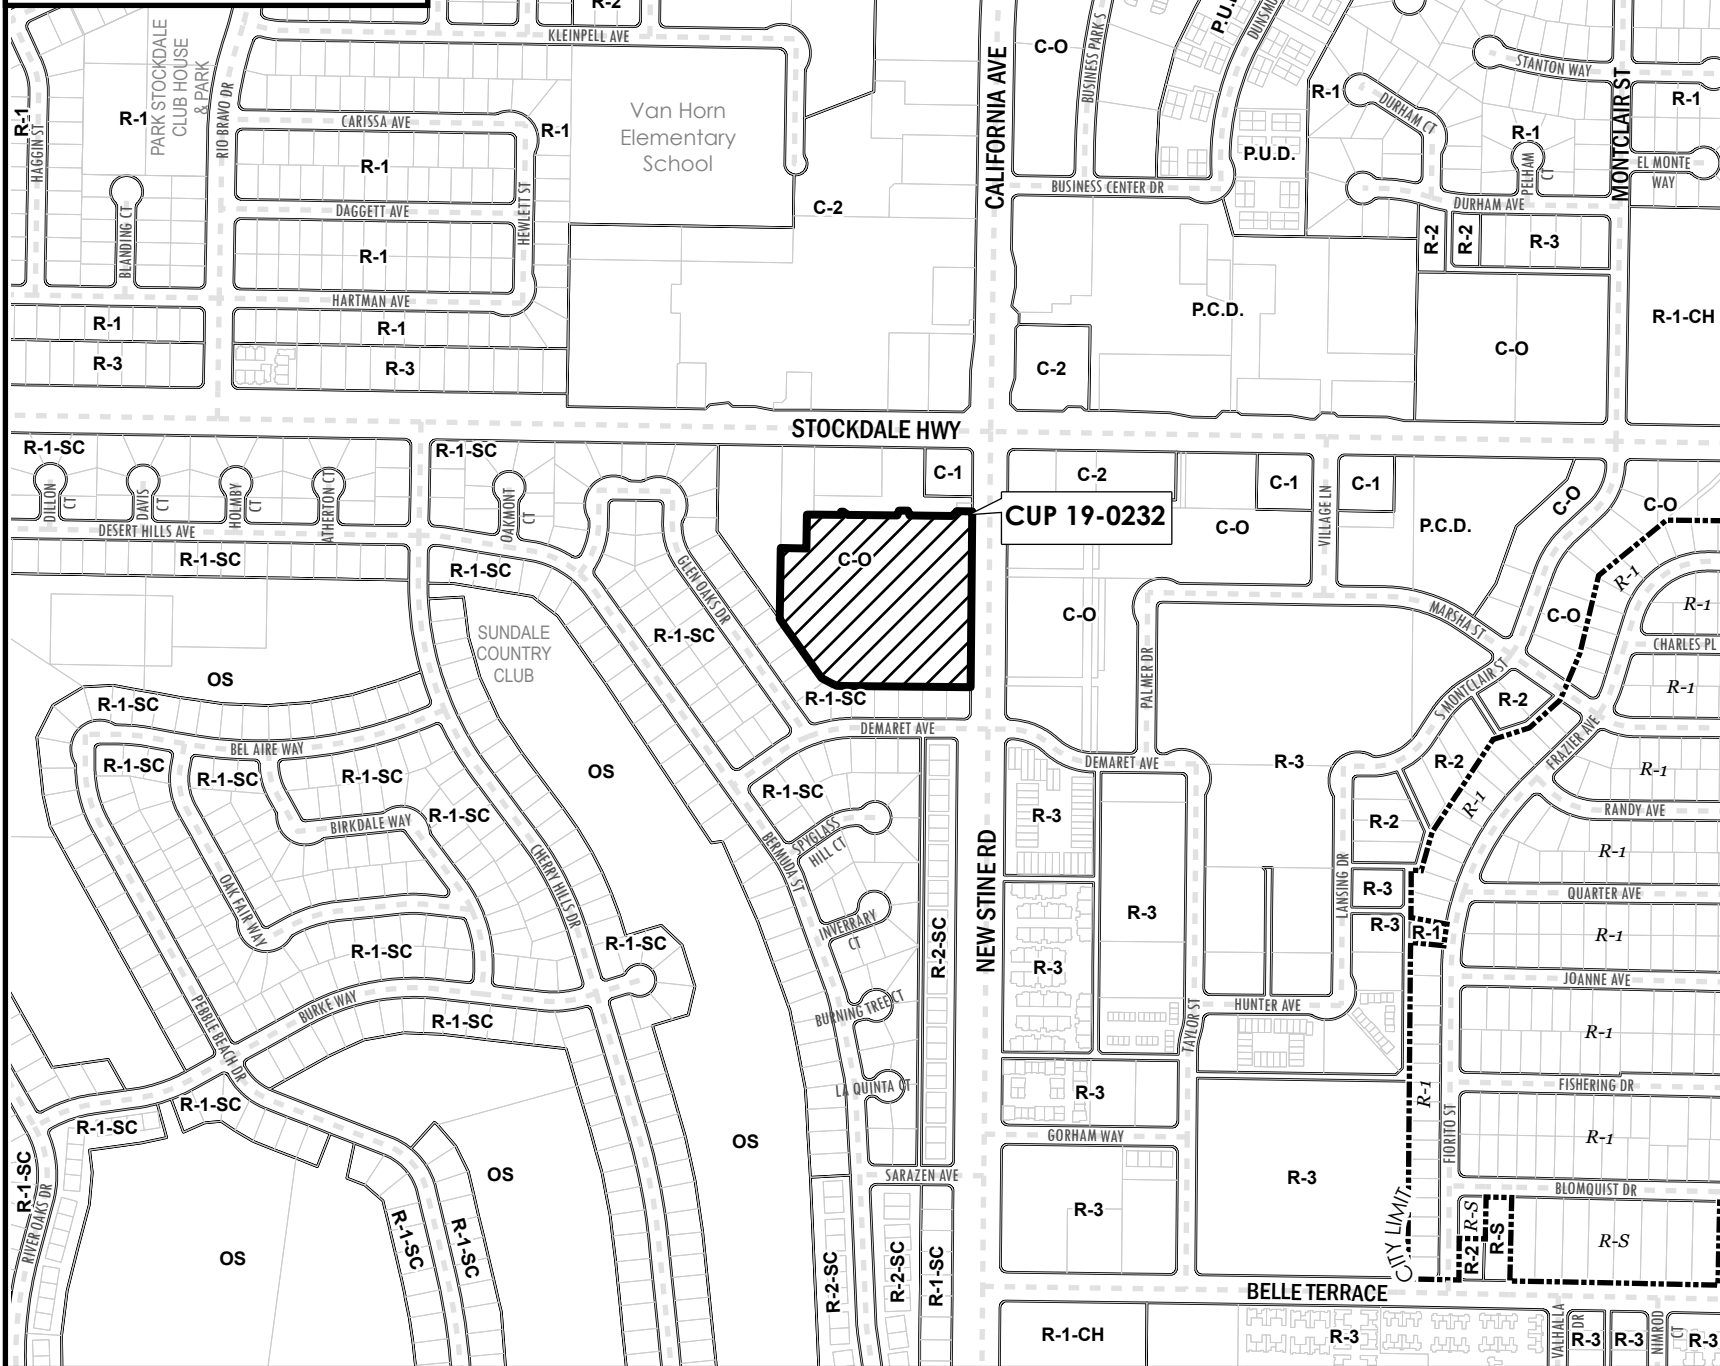 R-2
KLEINPELL AVE
PARK STOCKDALE
CLUB HOUSE
& PARK
R-1
R-1
HAGGIN ST
RIO BRAVO DR
CARISSA AVE
R-1
R-1
Van Horn
Elementary
School
C-2
DAGGETT AVE
HEWLETT ST
BLANDING CT
R-1
HARTMAN AVE
R-1
R-1
R-3
R-3
CALIFORNIA AVE
C-O
BUSINESS PARK S
P.U.D.
BUSINESS CENTER DR
P.U.D.
R-1
DURHAM CT
STANTON WAY
MONTCLAIR ST
R-1
R-1
PELHAM
CT
EL MONTE
WAY
DURHAM AVE
R-2
R-2
R-3
P.C.D.
C-2
C-O
R-1-CH
STOCKDALE HWY
R-1-SC
R-1-SC
DILLON
CT
DAVIS
CT
HOLMBY
CT
ATHERTON CT
OAKMONT
CT
DESERT HILLS AVE
R-1-SC
R-1-SC
C-1
C-2
C-1
C-1
CUP 19-0232
C-O
C-O
VILLAGE LN
P.C.D.
C-O
C-O
GLEN OAKS DR
R-1-SC
SUNDALE
COUNTRY
CLUB
C-O
R-1
R-1
C-O
MARSHA ST
CHARLES PL
OS
R-1-SC
R-1-SC
PALMER DR
S MONTCLAIR ST
R-2
R-1
DEMARET AVE
BEL AIRE WAY
R-1-SC
R-1-SC
R-1-SC
OS
R-1-SC
DEMARET AVE
R-3
R-2
FRAZIER AVE
R-1
R-1
RANDY AVE
R-1-SC
BIRKDALE WAY
R-3
R-2
R-1
CHERRY HILLS DR
BERMUDA ST
SPYGLASS
HILL CT
NEW STINE RD
OAK FAIR WAY
LANSING DR
R-3
QUARTER AVE
R-3
R-3
R-1
R-1
INVERRARY
CT
R-2-SC
R-1-SC
R-1-SC
R-3
JOANNE AVE
PEBBLE BEACH DR
BURKE WAY
R-1-SC
BURNING TREE CT
HUNTER AVE
TAYLOR ST
R-1
LA QUINTA CT
R-3
R-1
FISHERING DR
R-1-SC
R-1-SC
OS
GORHAM WAY
FIORITO ST
R-1
R-1-SC
RIVER OAKS DR
OS
SARAZEN AVE
R-3
R-3
BLOMQUIST DR
R-1-SC
R-1-SC
OS
CITY LIMIT
R-S
R-S
R-2
R-S
R-2-SC
R-2-SC
R-1-SC
BELLE TERRACE
R-1-CH
R-3
VALHALLA
DR
R-3
R-3
NIMROD
CT
R-3